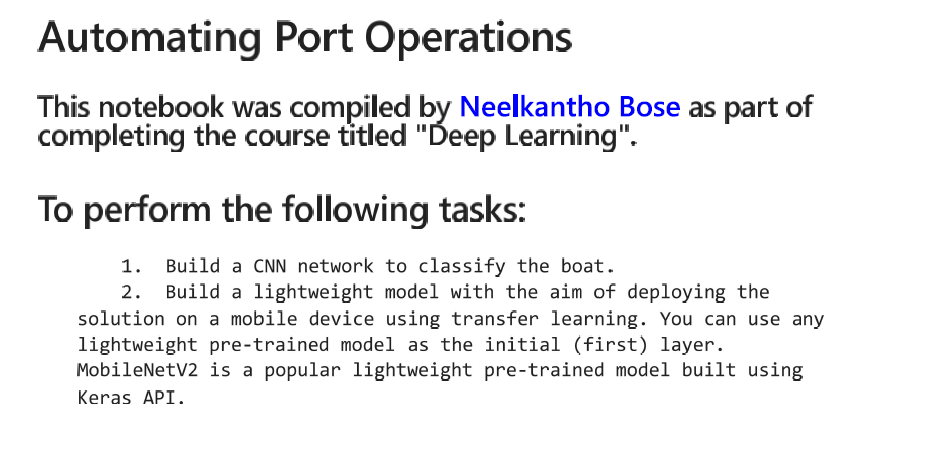 Automating Port Operations
This notebook was compiled by Neelkantho Bose as part of
completing the course titled "Deep Learning".
To perform the following tasks:
1. Build a CNN network to classify the boat.
2. Build a lightweight model with the aim of deploying the
solution on a mobile device using transfer learning. You can use any
lightweight pre-trained model as the initial (first) layer.
MobileNetV2 is a popular lightweight pre-trained model built using
Keras API.